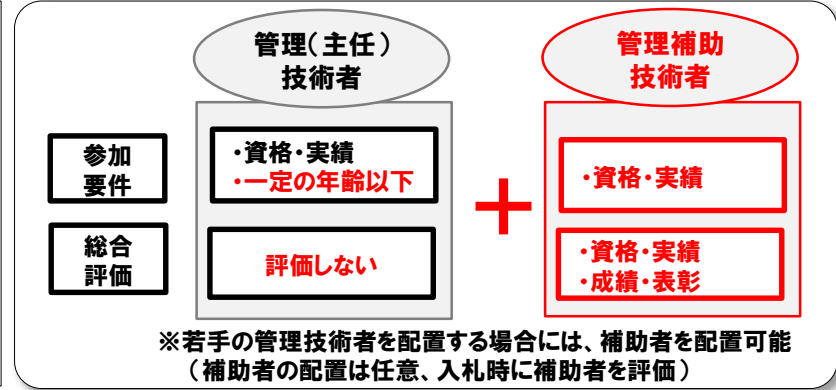 管理（主任）
技術者
管理補助
技術者
参加
要件
・資格・実績
・一定の年齢以下
＋
・資格・実績
総合
評価
評価しない
・資格・実績
・成績・表彰
※若手の管理技術者を配置する場合には、補助者を配置可能
（補助者の配置は任意、入札時に補助者を評価）